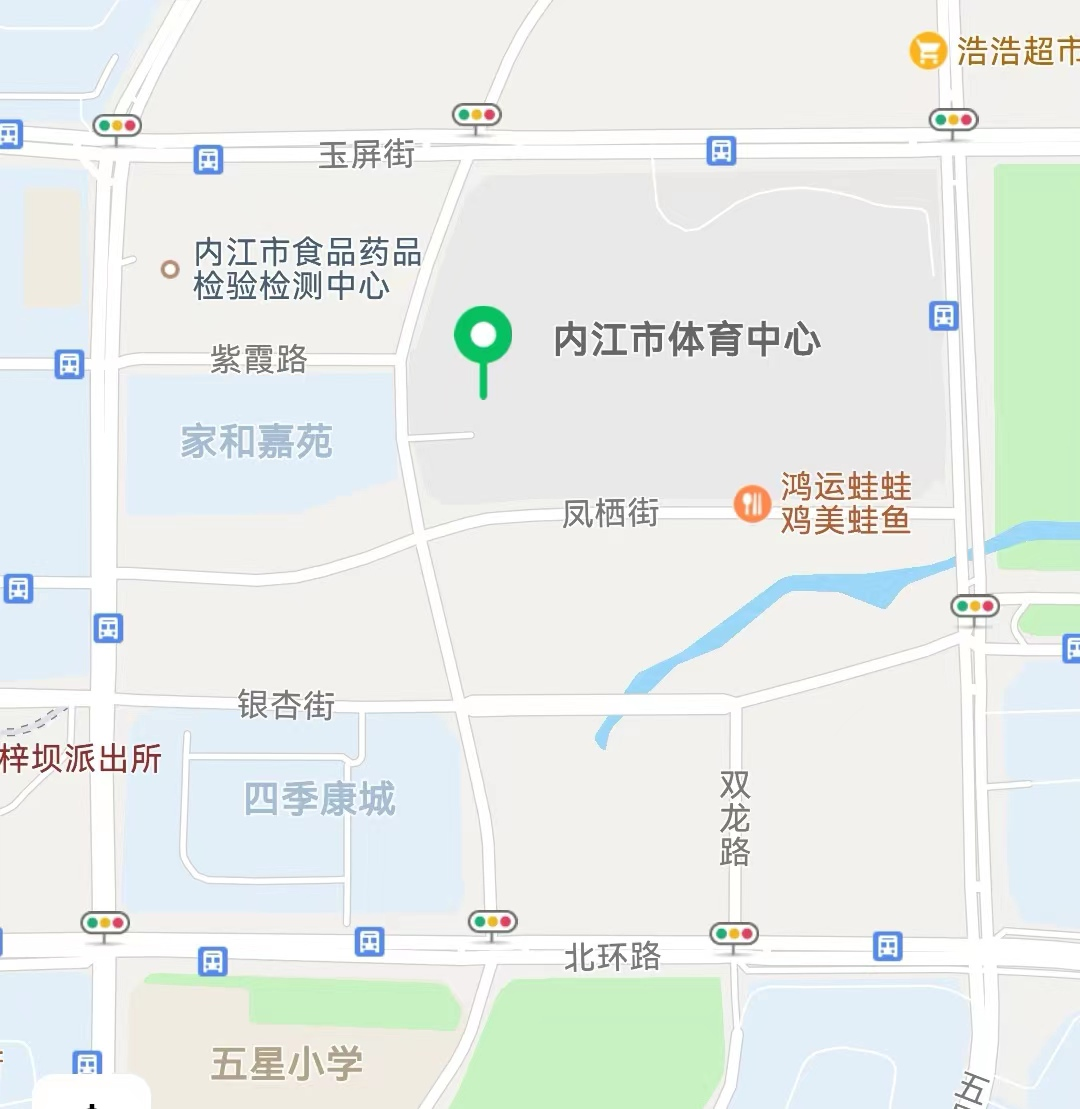 浩浩超市
玉屏街
内江市食品药品
检验检测中心
内江市体育中心
紫霞路
家和嘉苑
鸿运蛙蛙
鸡美蛙鱼
凤栖街
银杏街
梓坝派出所
四季康城
双龙路
北环路
五星小学
五